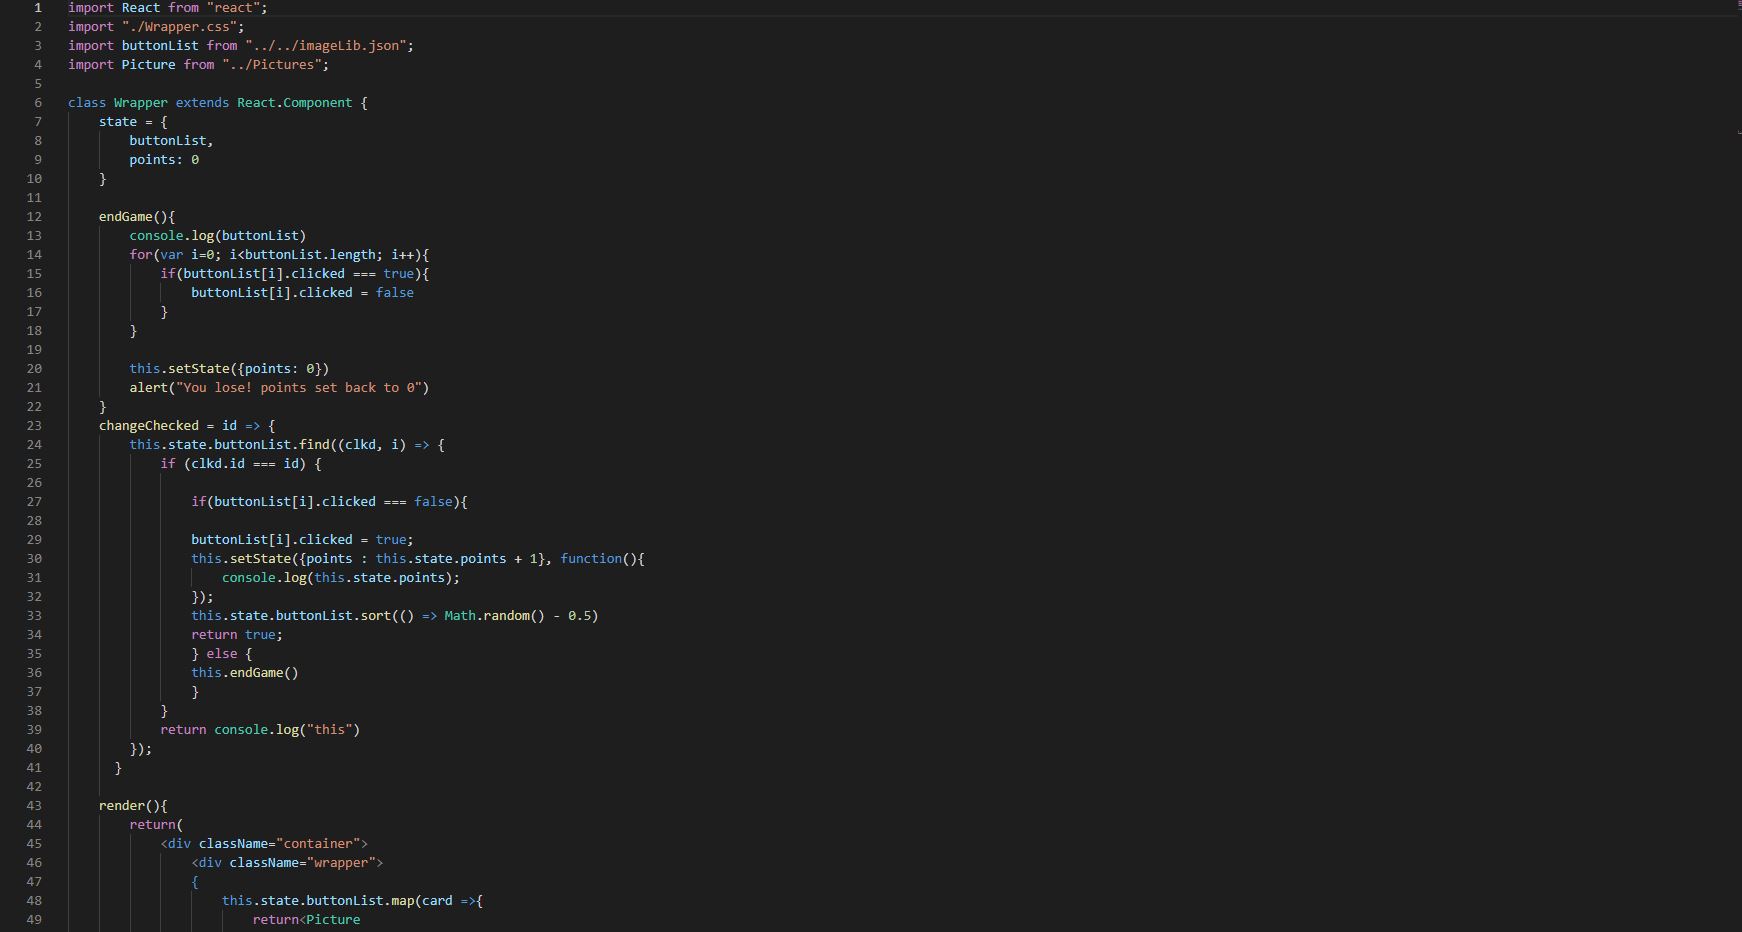 1 import React from "react";
2 import "./Wrapper.css";
3 import buttonList from "../../imageLib.json";
4 import Picture from "../Pictures";
5
6 class Wrapper extends React.Component {
7     state = {
8         buttonList,
9         points: 0
10     }
11
12     endGame(){
13         console.log(buttonList)
14         for(var i=0; i<buttonList.length; i++){
15             if(buttonList[i].clicked === true){
16                 buttonList[i].clicked = false
17             }
18         }
19
20         this.setState({points: 0})
21         alert("You lose! points set back to 0")
22     }
23     changeChecked = id => {
24         this.state.buttonList.find((clkd, i) => {
25             if (clkd.id === id) {
26
27                 if(buttonList[i].clicked === false){
28
29                 buttonList[i].clicked = true;
30                 this.setState({points : this.state.points + 1}, function(){
31                     console.log(this.state.points);
32                 });
33                 this.state.buttonList.sort(() => Math.random() - 0.5)
34                 return true;
35                 } else {
36                 this.endGame()
37                 }
38             }
39             return console.log("this")
40         });
41       }
42
43     render(){
44         return(
45             <div className="container">
46                 <div className="wrapper">
47                 {
48                     this.state.buttonList.map(card =>{
49                         return<Picture